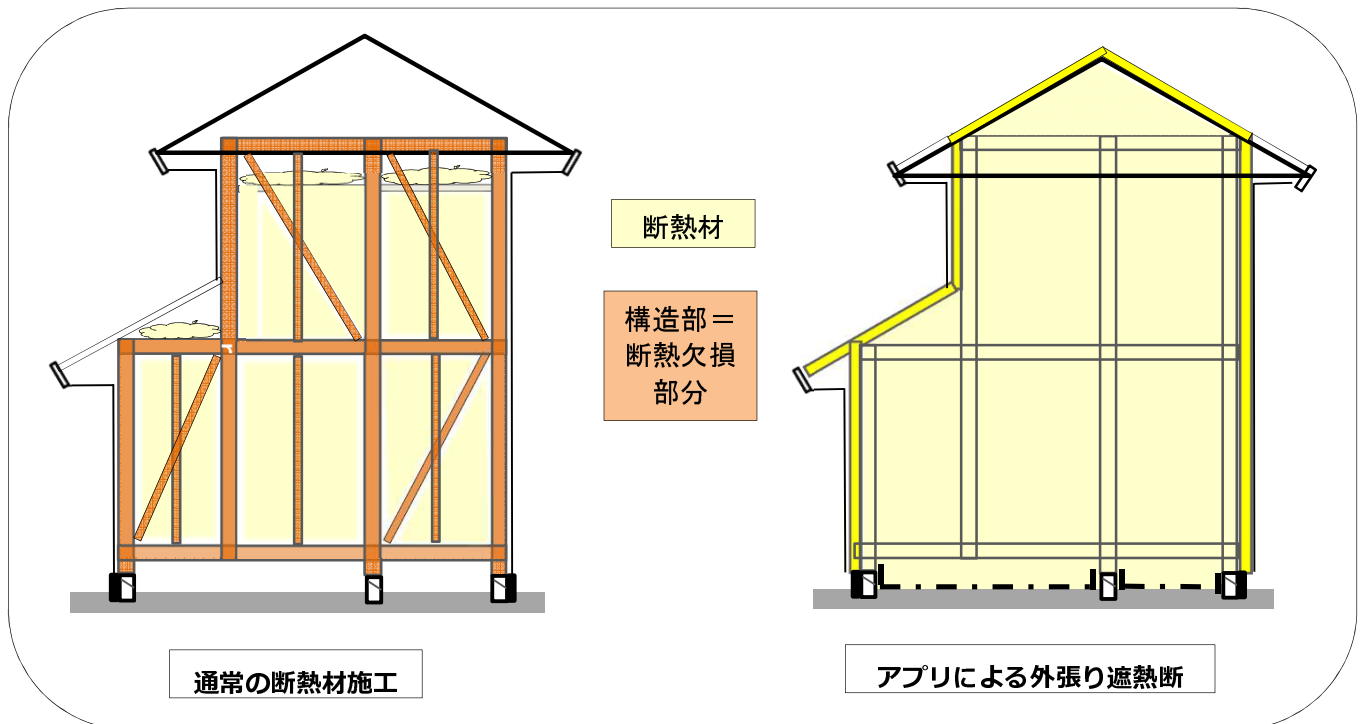 断熱材
構造部＝
断熱欠損
部分
通常の断熱材施工
アプリによる外張り遮熱断